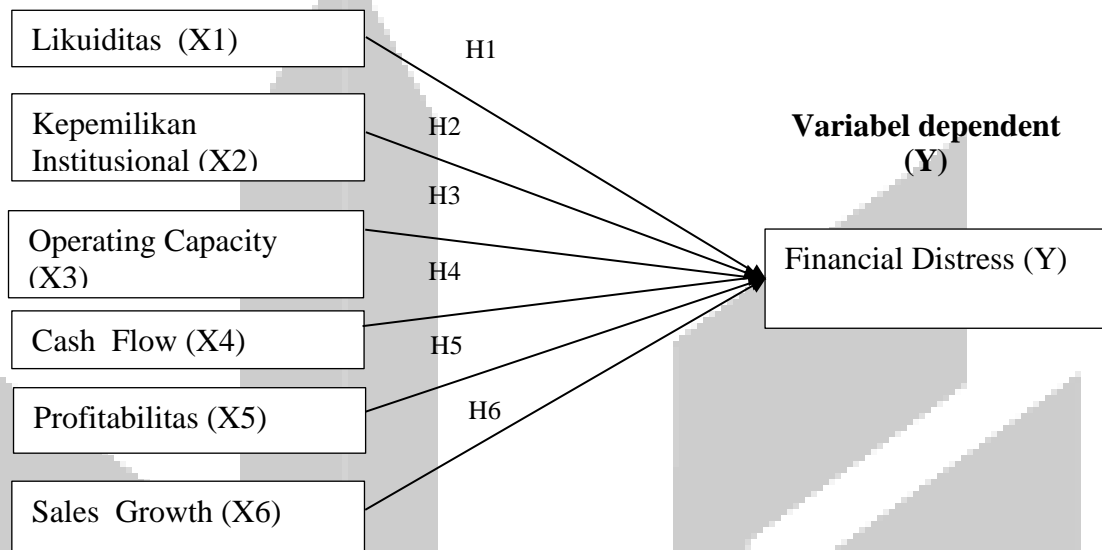 Likuiditas (X1)
H1
Kepemilikan
Institusional (X2)
H2
Variabel dependent
(Y)
H3
Operating Capacity
(X3)
Financial Distress (Y)
H4
Cash Flow (X4)
H5
Profitabilitas (X5)
H6
Sales Growth (X6)